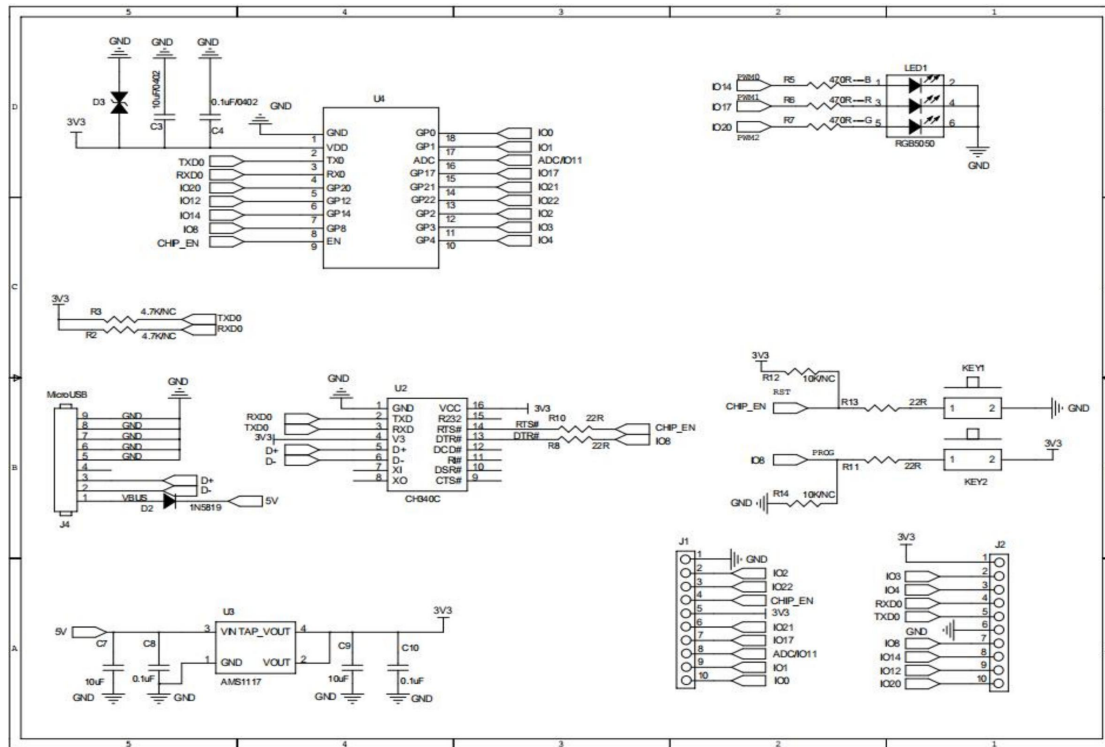 5 4 3 2 1
D
C
B
A
GND GND GND
D3
10uF/0402
C3
0.1uF/0402
C4
3V3
GND
U4
1 GND GP0 18 IO0
2 VDD GP1 17 IO1
TXD0 3 TX0 ADC 16 ADC/IO11
RXD0 4 RX0 GP17 15 IO17
IO20 5 GP20 GP21 14 IO21
IO12 6 GP12 GP22 13 IO22
IO14 7 GP14 GP2 12 IO2
IO8 8 GP8 GP3 11 IO3
CHIP_EN 9 EN GP4 10 IO4
LED1
IO14 PWM0 R5 470R---B 1 2
IO17 PWM1 R6 470R---R 3 4
IO20 PWM2 R7 470R---G 5 6
RGB5050
GND
3V3
R3 4.7K/NC TXD0
R2 4.7K/NC RXD0
MicroUSB
GND
9 GND
8 GND
7 GND
6 GND
5 GND
4
3 D+
2 D-
1 VBUS D2 1N5819 5V
J4
U2
GND
1 GND VCC 16 3V3
RXD0 2 TXD R232 15
TXD0 3 RXD RTS# 14 RTS# R10 22R CHIP_EN
3V3 4 V3 DTR# 13 DTR# R8 22R IO8
D+ 5 D+ DCD# 12
D- 6 D- RI# 11
7 XI DSR# 10
8 XO CTS# 9
CH340C
3V3
R12 10K/NC
KEY1
RST
CHIP_EN R13 22R 1 2 GND
3V3
IO8 PROG R11 22R 1 2
KEY2
GND R14 10K/NC
J1
1 GND
2 IO2
3 IO22
4 CHIP_EN
5 3V3
6 IO21
7 IO17
8 ADC/IO11
9 IO1
10 IO0
3V3
J2
1
IO3 2
IO4 3
RXD0 4
TXD0 5
GND 6
IO8 7
IO14 8
IO12 9
IO20 10
U3
5V 3 VIN TAP_VOUT 4 3V3
C7 C8 C9 C10
1 GND VOUT 2
AMS1117
10uF 0.1uF 10uF 0.1uF
GND GND GND GND
5 4 3 2 1